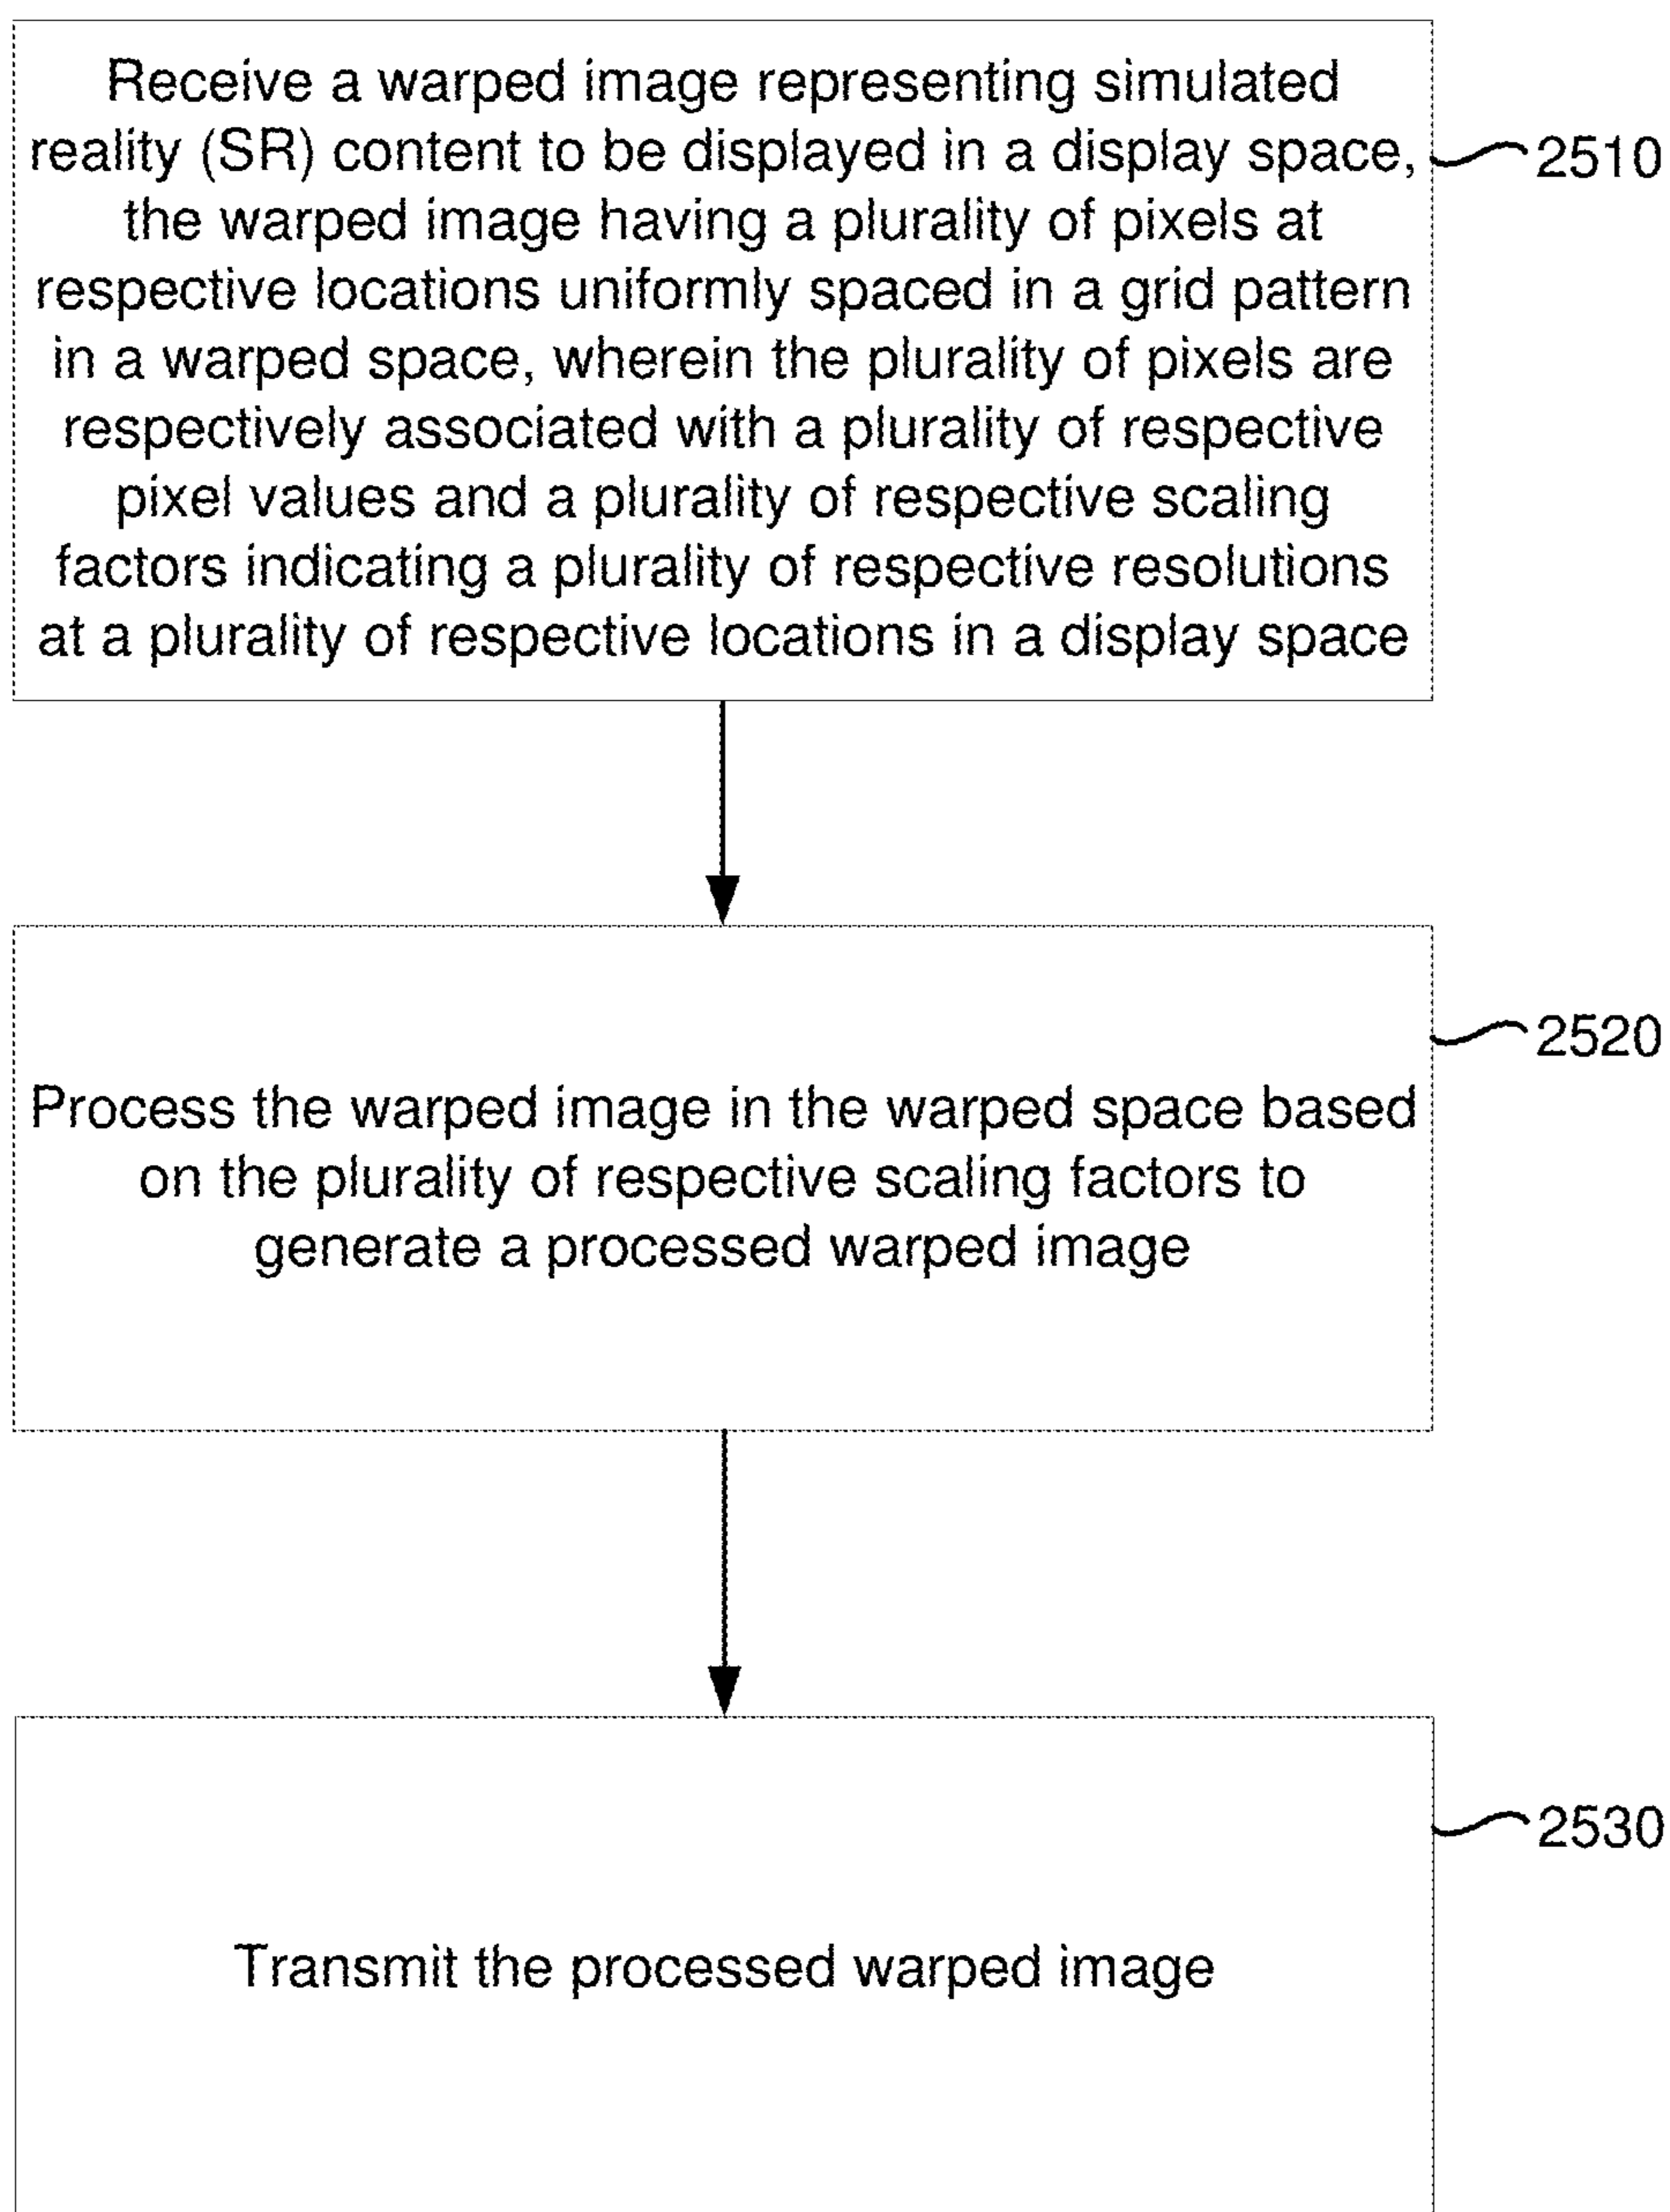 Receive a warped image representing simulated
reality (SR) content to be displayed in a display space,
the warped image having a plurality of pixels at
respective locations uniformly spaced in a grid pattern
in a warped space, wherein the plurality of pixels are
respectively associated with a plurality of respective
pixel values and a plurality of respective scaling
factors indicating a plurality of respective resolutions
at a plurality of respective locations in a display space
2510
Process the warped image in the warped space based
on the plurality of respective scaling factors to
generate a processed warped image
2520
Transmit the processed warped image
2530